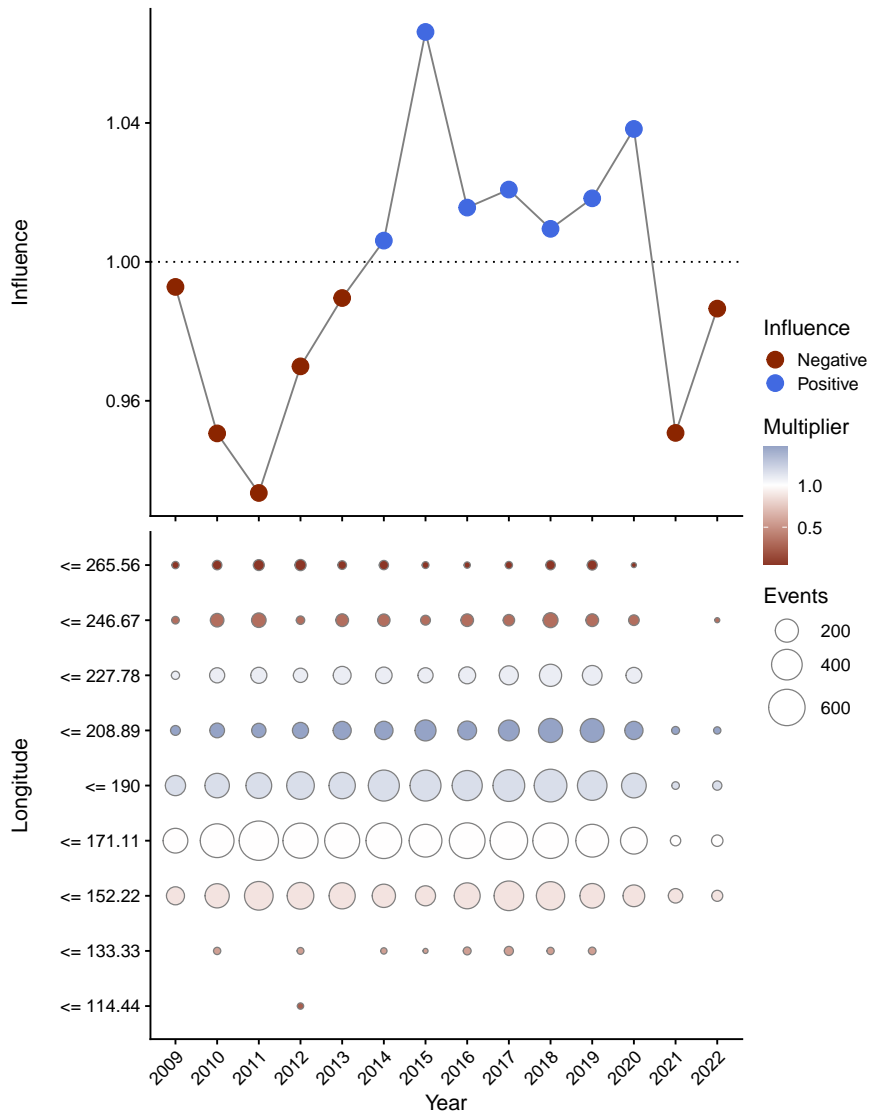 Influence
1.04
1.00
0.96
Influence
Negative
Positive
Multiplier
1.0
0.5
Events
200
400
600
Longitude
<= 265.56
<= 246.67
<= 227.78
<= 208.89
<= 190
<= 171.11
<= 152.22
<= 133.33
<= 114.44
2009 2010 2011 2012 2013 2014 2015 2016 2017 2018 2019 2020 2021 2022
Year